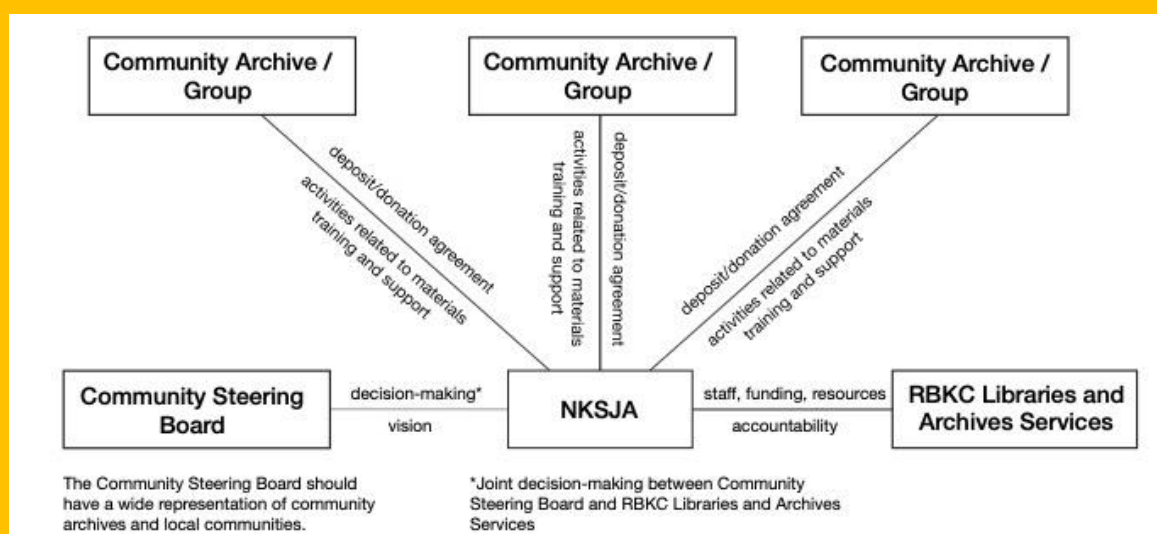 Community Archive /
Group
Community Archive /
Group
Community Archive /
Group
deposit/donation agreement
activities related to materials
training and support
deposit/donation agreement
activities related to materials
training and support
deposit/donation agreement
activities related to materials
training and support
Community Steering
Board
decision-making*
vision
NKSJA
staff, funding, resources
accountability
RBKC Libraries and
Archives Services
The Community Steering Board should
have a wide representation of community
archives and local communities.
*Joint decision-making between Community
Steering Board and RBKC Libraries and Archives
Services